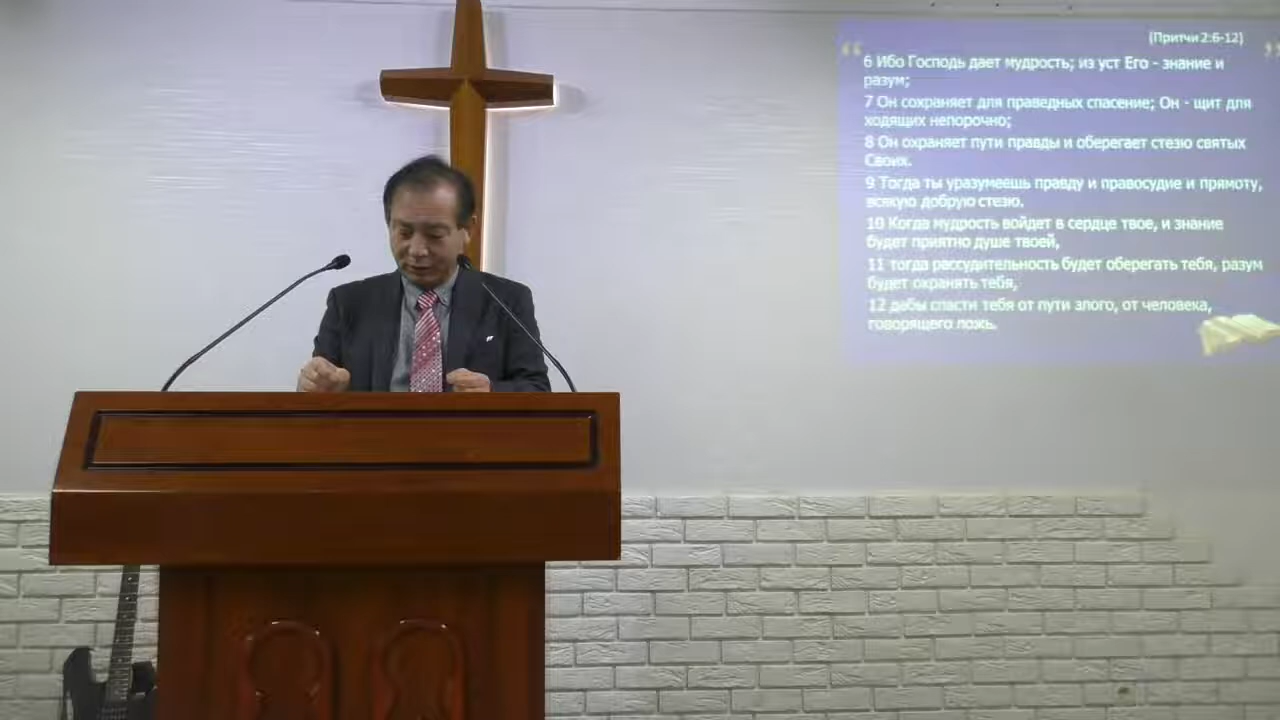 (Притчи 2:6-12)
6 Ибо Господь дает мудрость; из уст Его - знание и
разум;
7 Он сохраняет для праведных спасение; Он - щит для
ходящих непорочно;
8 Он охраняет пути правды и оберегает стезю святых
Своих.
9 Тогда ты уразумеешь правду и правосудие и прямоту,
всякую добрую стезю.
10 Когда мудрость войдет в сердце твое, и знание
будет приятно душе твоей,
11 тогда рассудительность будет оберегать тебя, разум
будет охранять тебя,
12 дабы спасти тебя от пути злого, от человека,
говорящего ложь.